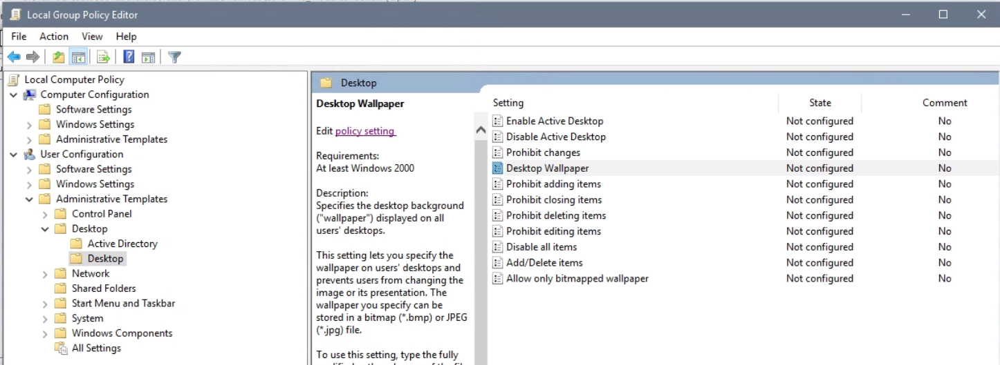 Local Group Policy Editor
File Action View Help
Local Computer Policy
Computer Configuration
Software Settings
Windows Settings
Administrative Templates
User Configuration
Software Settings
Windows Settings
Administrative Templates
Control Panel
Desktop
Active Directory
Desktop
Network
Shared Folders
Start Menu and Taskbar
System
Windows Components
All Settings
Desktop
Desktop Wallpaper
Edit policy setting
Requirements:
At least Windows 2000
Description:
Specifies the desktop background
("wallpaper") displayed on all
users' desktops.
This setting lets you specify the
wallpaper on users' desktops and
prevents users from changing the
image or its presentation. The
wallpaper you specify can be
stored in a bitmap (*.bmp) or JPEG
(*.jpg) file.
To use this setting, type the fully
Setting State Comment
Enable Active Desktop Not configured No
Disable Active Desktop Not configured No
Prohibit changes Not configured No
Desktop Wallpaper Not configured No
Prohibit adding items Not configured No
Prohibit closing items Not configured No
Prohibit deleting items Not configured No
Prohibit editing items Not configured No
Disable all items Not configured No
Add/Delete items Not configured No
Allow only bitmapped wallpaper Not configured No